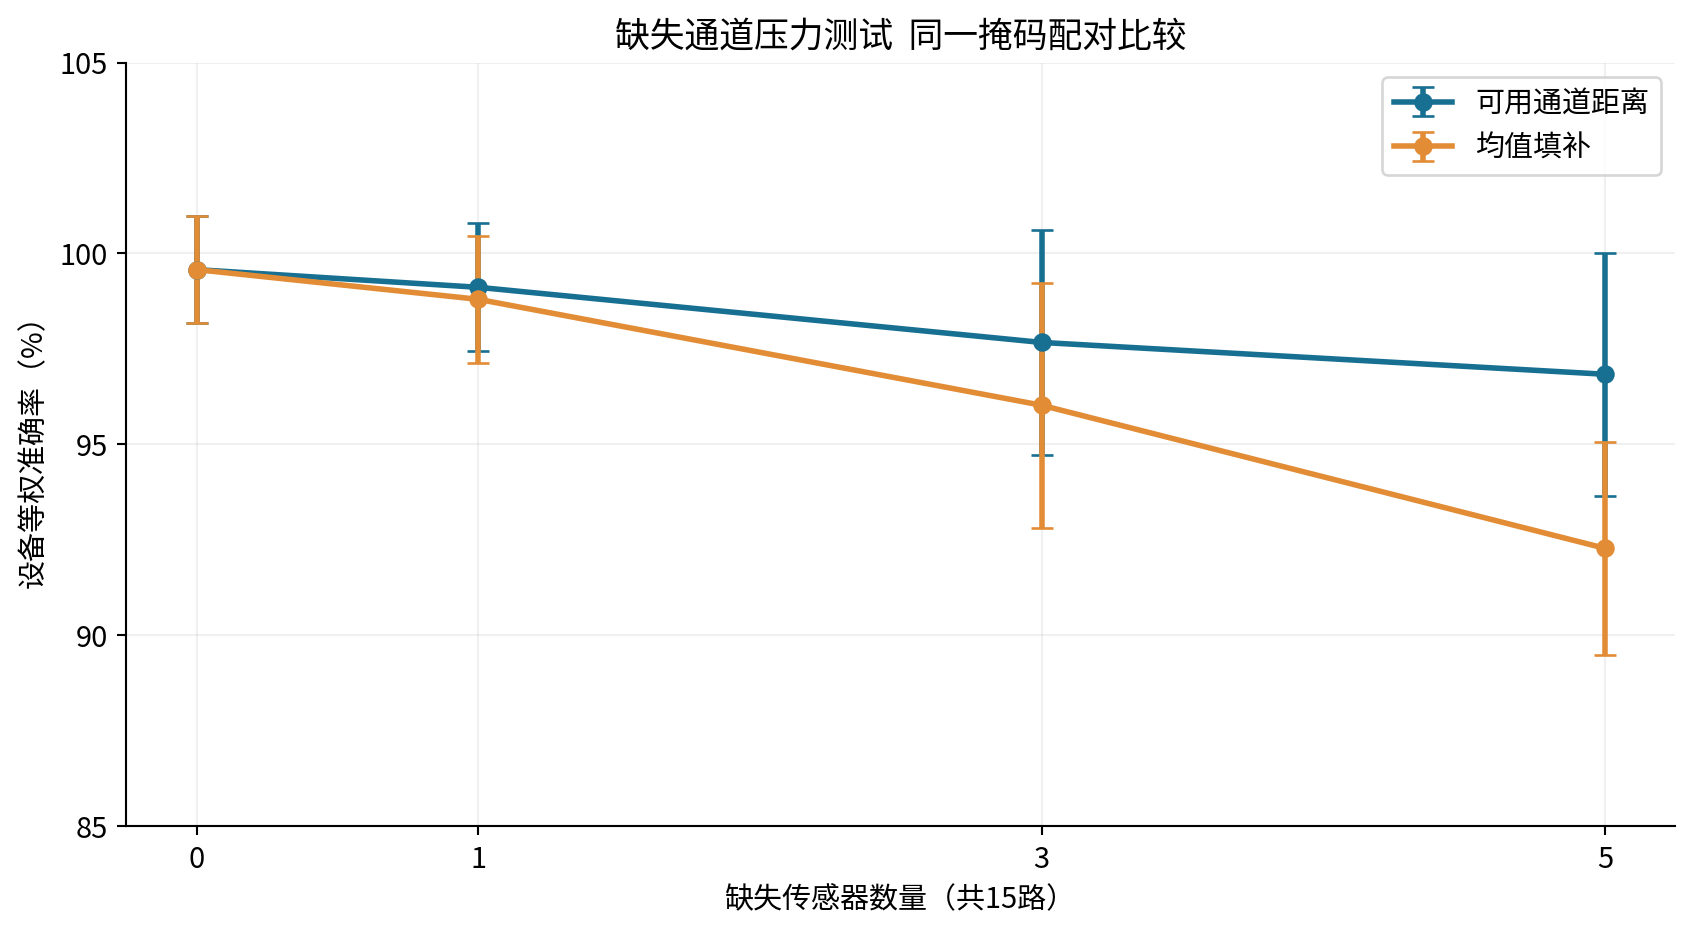 缺失通道压力测试 同一掩码配对比较
可用通道距离
均值填补
设备等权准确率（%）
105
100
95
90
85
0 1 3 5
缺失传感器数量（共15路）